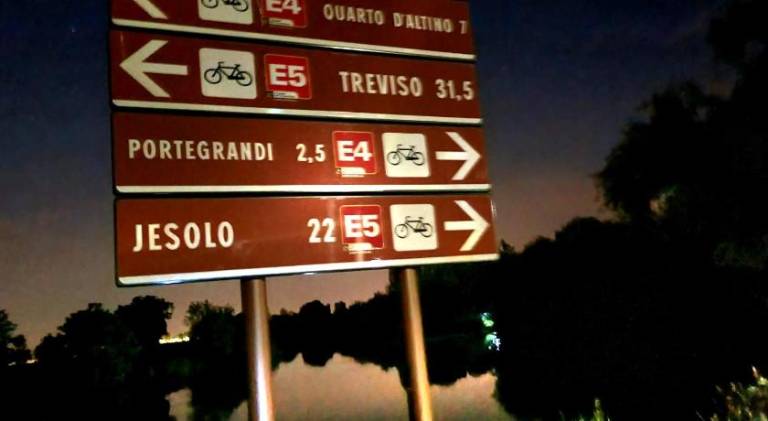 E4 QUARTO D'ALTINO 7
E5 TREVISO 31,5
PORTEGRANDI 2,5 E4
JESOLO 22 E5